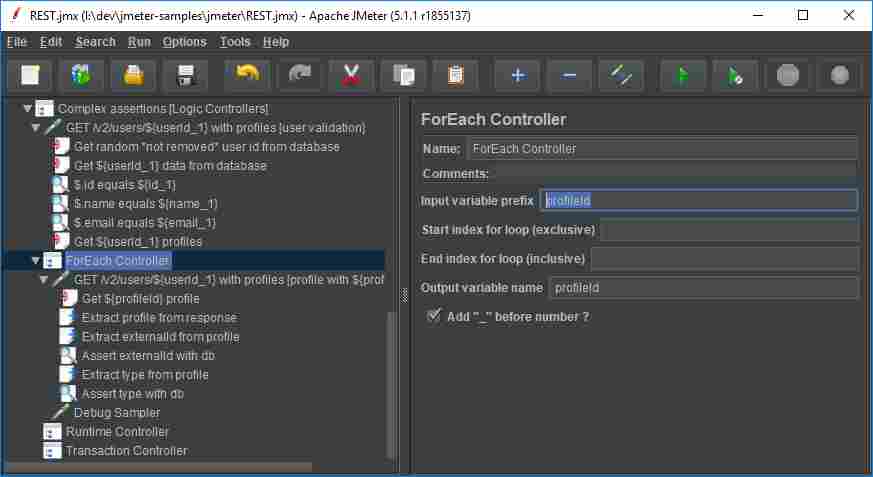 REST.jmx (I:\dev\jmeter-samples\jmeter\REST.jmx) - Apache JMeter (5.1.1 r1855137)
File Edit Search Run Options Tools Help
Complex assertions [Logic Controllers]
GET /v2/users/${userId_1} with profiles [user validation}
Get random "not removed" user id from database
Get ${userId_1} data from database
$.id equals ${id_1}
$.name equals ${name_1}
$.email equals ${email_1}
Get ${userId_1} profiles
ForEach Controller
GET /v2/users/${userId_1} with profiles [profile with ${prof
Get ${profileId} profile
Extract profile from response
Extract externalId from profile
Assert externalId with db
Extract type from profile
Assert type with db
Debug Sampler
Runtime Controller
Transaction Controller
ForEach Controller
Name: ForEach Controller
Comments:
Input variable prefix profileId
Start index for loop (exclusive)
End index for loop (inclusive)
Output variable name profileId
Add "_" before number ?